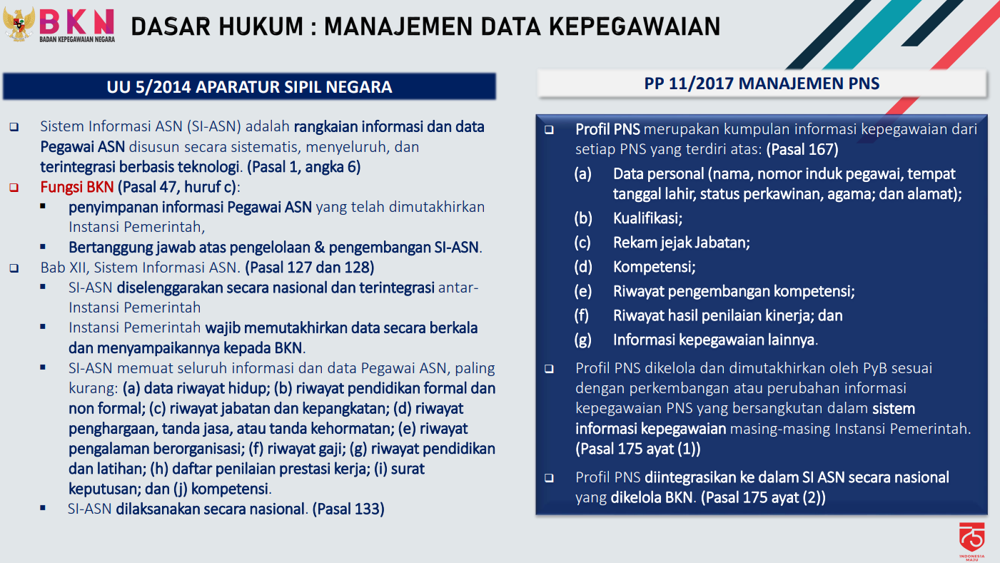 BKN
BADAN KEPEGAWAIAN NEGARA
DASAR HUKUM : MANAJEMEN DATA KEPEGAWAIAN
UU 5/2014 APARATUR SIPIL NEGARA
Sistem Informasi ASN (SI-ASN) adalah rangkaian informasi dan data
Pegawai ASN disusun secara sistematis, menyeluruh, dan
terintegrasi berbasis teknologi. (Pasal 1, angka 6)
Fungsi BKN (Pasal 47, huruf c):
penyimpanan informasi Pegawai ASN yang telah dimutakhirkan
Instansi Pemerintah,
Bertanggung jawab atas pengelolaan & pengembangan SI-ASN.
Bab XII, Sistem Informasi ASN. (Pasal 127 dan 128)
SI-ASN diselenggarakan secara nasional dan terintegrasi antar-
Instansi Pemerintah
Instansi Pemerintah wajib memutakhirkan data secara berkala
dan menyampaikannya kepada BKN.
SI-ASN memuat seluruh informasi dan data Pegawai ASN, paling
kurang: (a) data riwayat hidup; (b) riwayat pendidikan formal dan
non formal; (c) riwayat jabatan dan kepangkatan; (d) riwayat
penghargaan, tanda jasa, atau tanda kehormatan; (e) riwayat
pengalaman berorganisasi; (f) riwayat gaji; (g) riwayat pendidikan
dan latihan; (h) daftar penilaian prestasi kerja; (i) surat
keputusan; dan (j) kompetensi.
SI-ASN dilaksanakan secara nasional. (Pasal 133)
PP 11/2017 MANAJEMEN PNS
Profil PNS merupakan kumpulan informasi kepegawaian dari
setiap PNS yang terdiri atas: (Pasal 167)
(a) Data personal (nama, nomor induk pegawai, tempat
tanggal lahir, status perkawinan, agama; dan alamat);
(b) Kualifikasi;
(c) Rekam jejak Jabatan;
(d) Kompetensi;
(e) Riwayat pengembangan kompetensi;
(f) Riwayat hasil penilaian kinerja; dan
(g) Informasi kepegawaian lainnya.
Profil PNS dikelola dan dimutakhirkan oleh PyB sesuai
dengan perkembangan atau perubahan informasi
kepegawaian PNS yang bersangkutan dalam sistem
informasi kepegawaian masing-masing Instansi Pemerintah.
(Pasal 175 ayat (1))
Profil PNS diintegrasikan ke dalam SI ASN secara nasional
yang dikelola BKN. (Pasal 175 ayat (2))
75
INDONESIA
MAJU